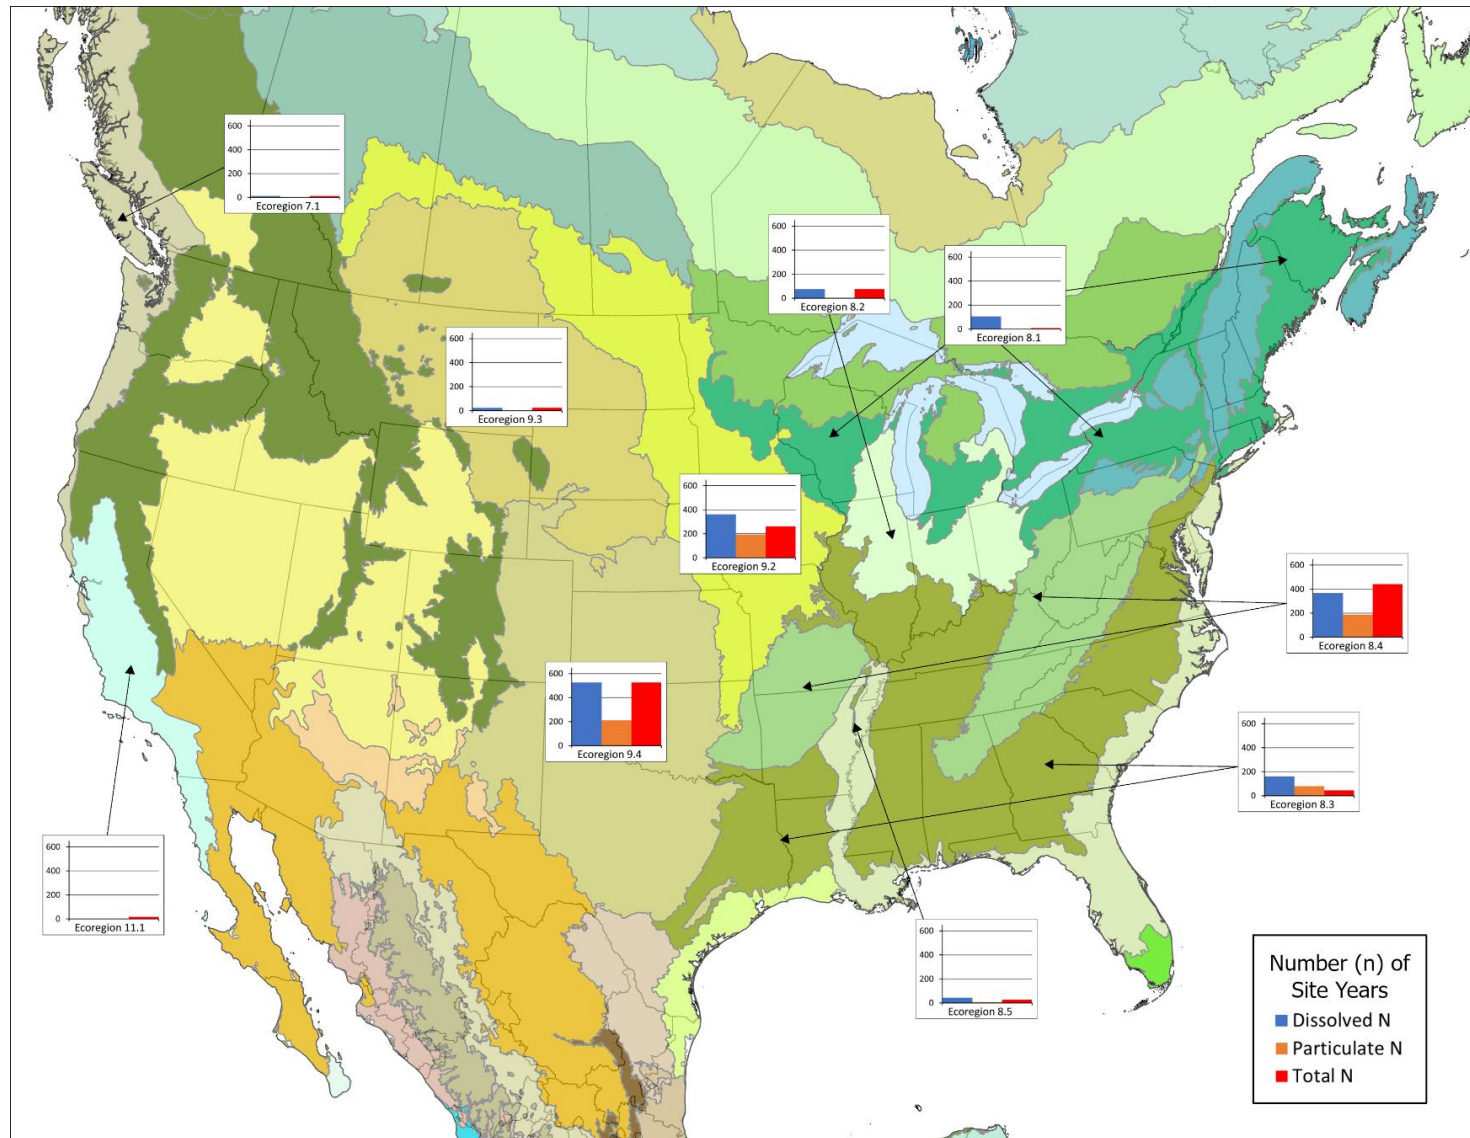 600
400
200
0
Ecoregion 7.1
600
400
200
0
Ecoregion 8.2
600
400
200
0
Ecoregion 8.1
600
400
200
0
Ecoregion 9.3
600
400
200
0
Ecoregion 9.2
600
400
200
0
Ecoregion 8.4
600
400
200
0
Ecoregion 9.4
600
400
200
0
Ecoregion 8.3
600
400
200
0
Ecoregion 11.1
600
400
200
0
Ecoregion 8.5
Number (n) of
Site Years
Dissolved N
Particulate N
Total N